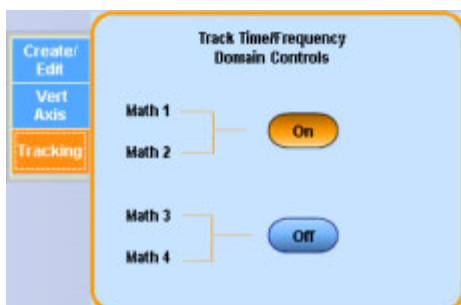 Create/
Edit
Vert
Axis
Tracking
Track Time/Frequency
Domain Controls
Math 1
Math 2
On
Math 3
Math 4
Off